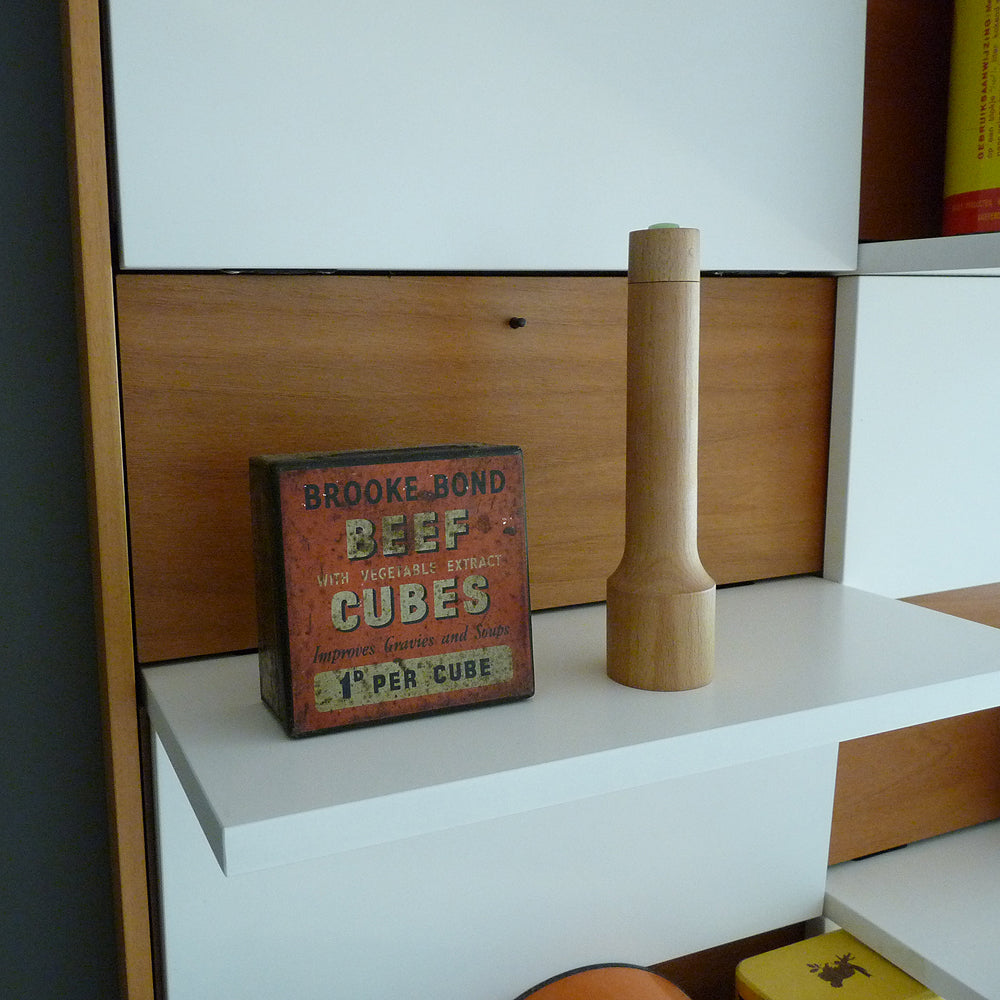 BROOKE BOND
BEEF
WITH VEGETABLE EXTRACT
CUBES
Improves Gravies and Soups
1D PER CUBE
GEBRUIKSAANWIJZING